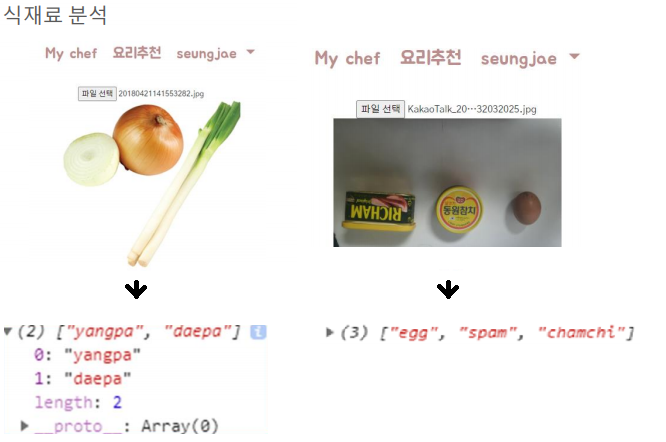 식재료 분석
My chef 요리추천 seungjae
파일 선택 20180421141553282.jpg
▼(2) ["yangpa", "daepa"] i
0: "yangpa"
1: "daepa"
length: 2
▶__proto__: Array(0)
My chef 요리추천 seungjae
파일 선택 KakaoTalk_20…32032025.jpg
RICHAM
동원참치
▶(3) ["egg", "spam", "chamchi"]